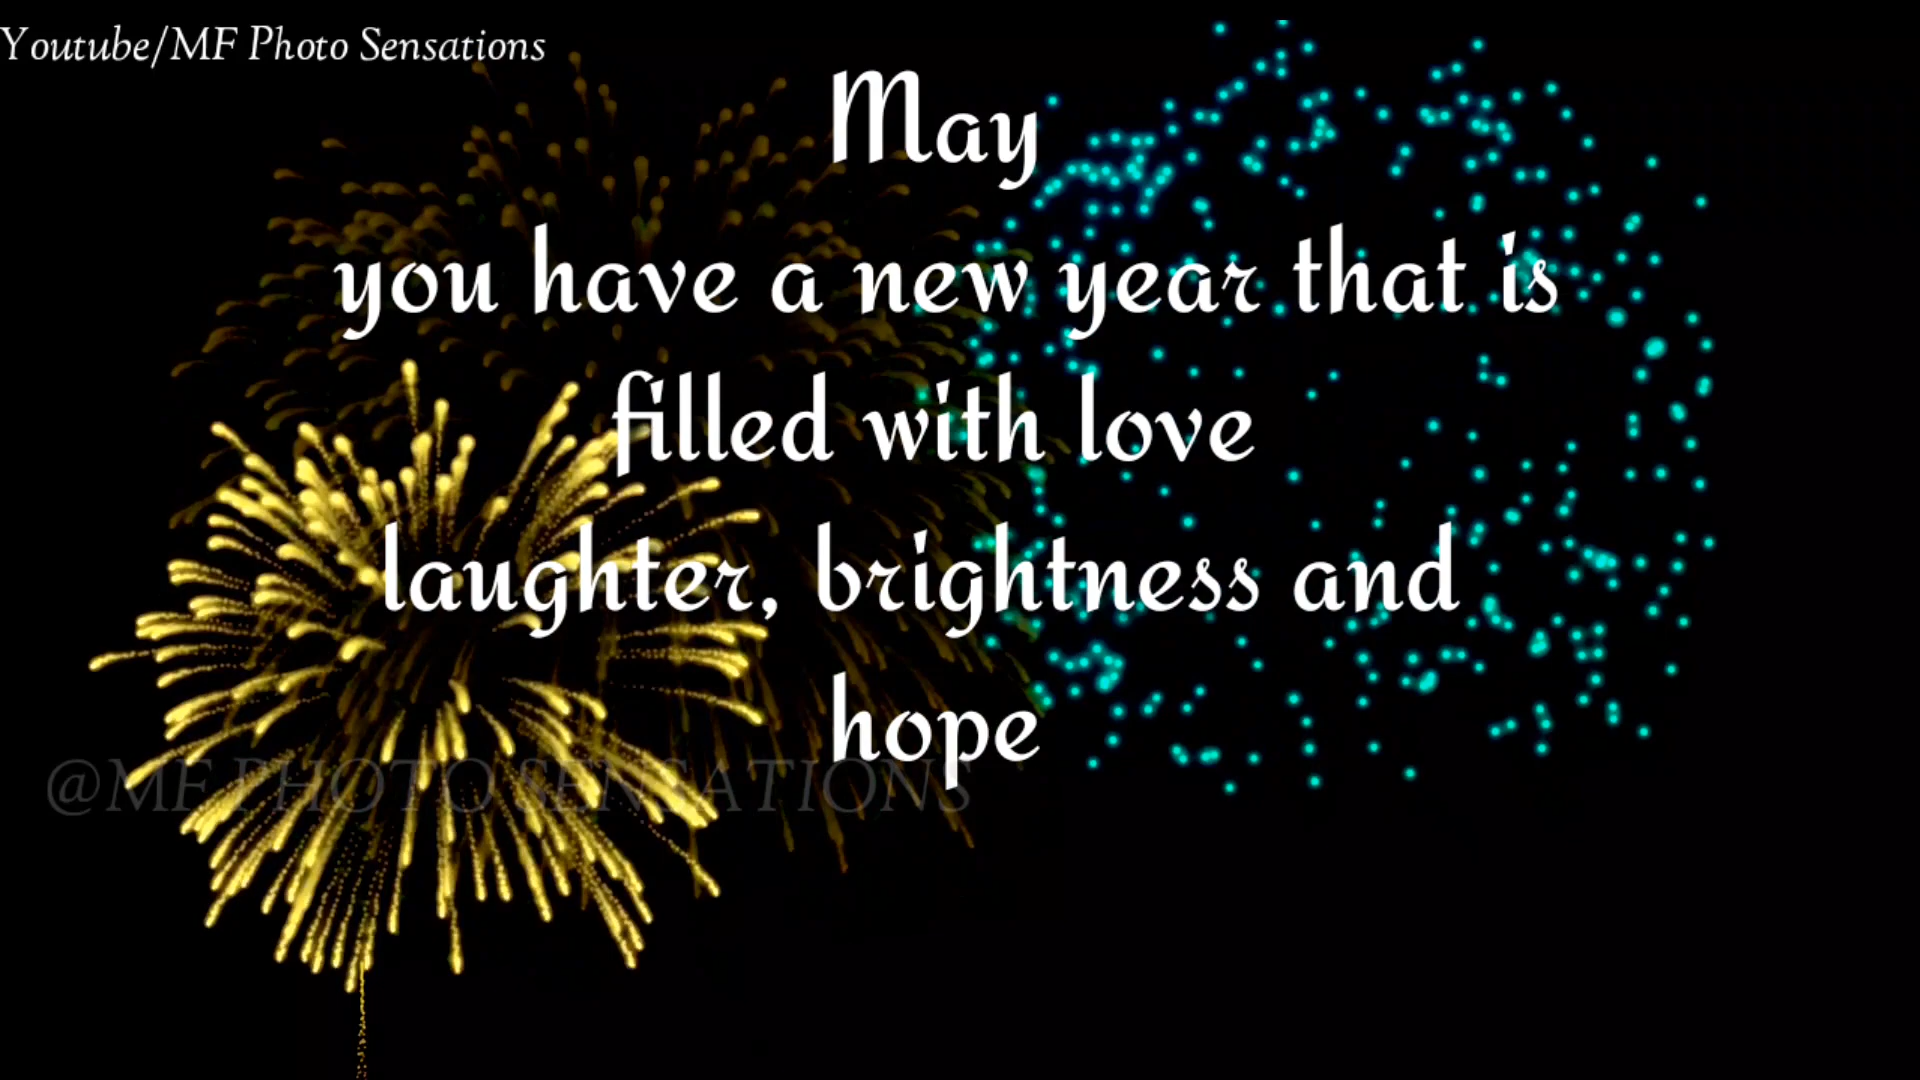 Youtube/MF Photo Sensations
May
you have a new year that is
filled with love
laughter, brightness and
hope
@MF PHOTO SENSATIONS